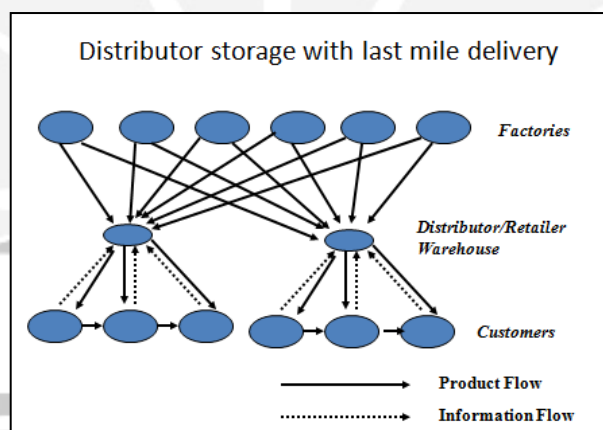 Distributor storage with last mile delivery
Factories
Distributor/Retailer
Warehouse
Customers
Product Flow
Information Flow